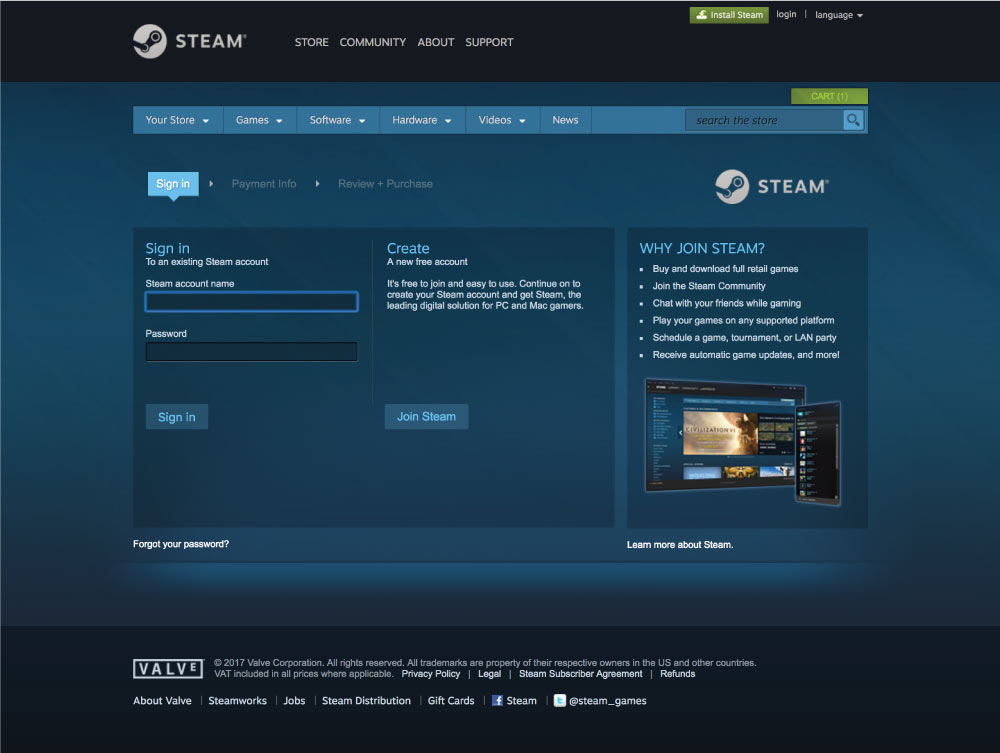 Install Steam login | language
STEAM®
STORE COMMUNITY ABOUT SUPPORT
CART (1)
Your Store Games Software Hardware Videos News search the store
Sign in Payment Info Review + Purchase
STEAM®
Sign in
To an existing Steam account
Steam account name
Password
Sign in
Create
A new free account
It's free to join and easy to use. Continue on to
create your Steam account and get Steam, the
leading digital solution for PC and Mac gamers.
Join Steam
WHY JOIN STEAM?
Buy and download full retail games
Join the Steam Community
Chat with your friends while gaming
Play your games on any supported platform
Schedule a game, tournament, or LAN party
Receive automatic game updates, and more!
CIVILIZATION VI
Forgot your password?
Learn more about Steam.
VALVE
© 2017 Valve Corporation. All rights reserved. All trademarks are property of their respective owners in the US and other countries.
VAT included in all prices where applicable. Privacy Policy | Legal | Steam Subscriber Agreement | Refunds
About Valve | Steamworks | Jobs | Steam Distribution | Gift Cards | Steam | @steam_games